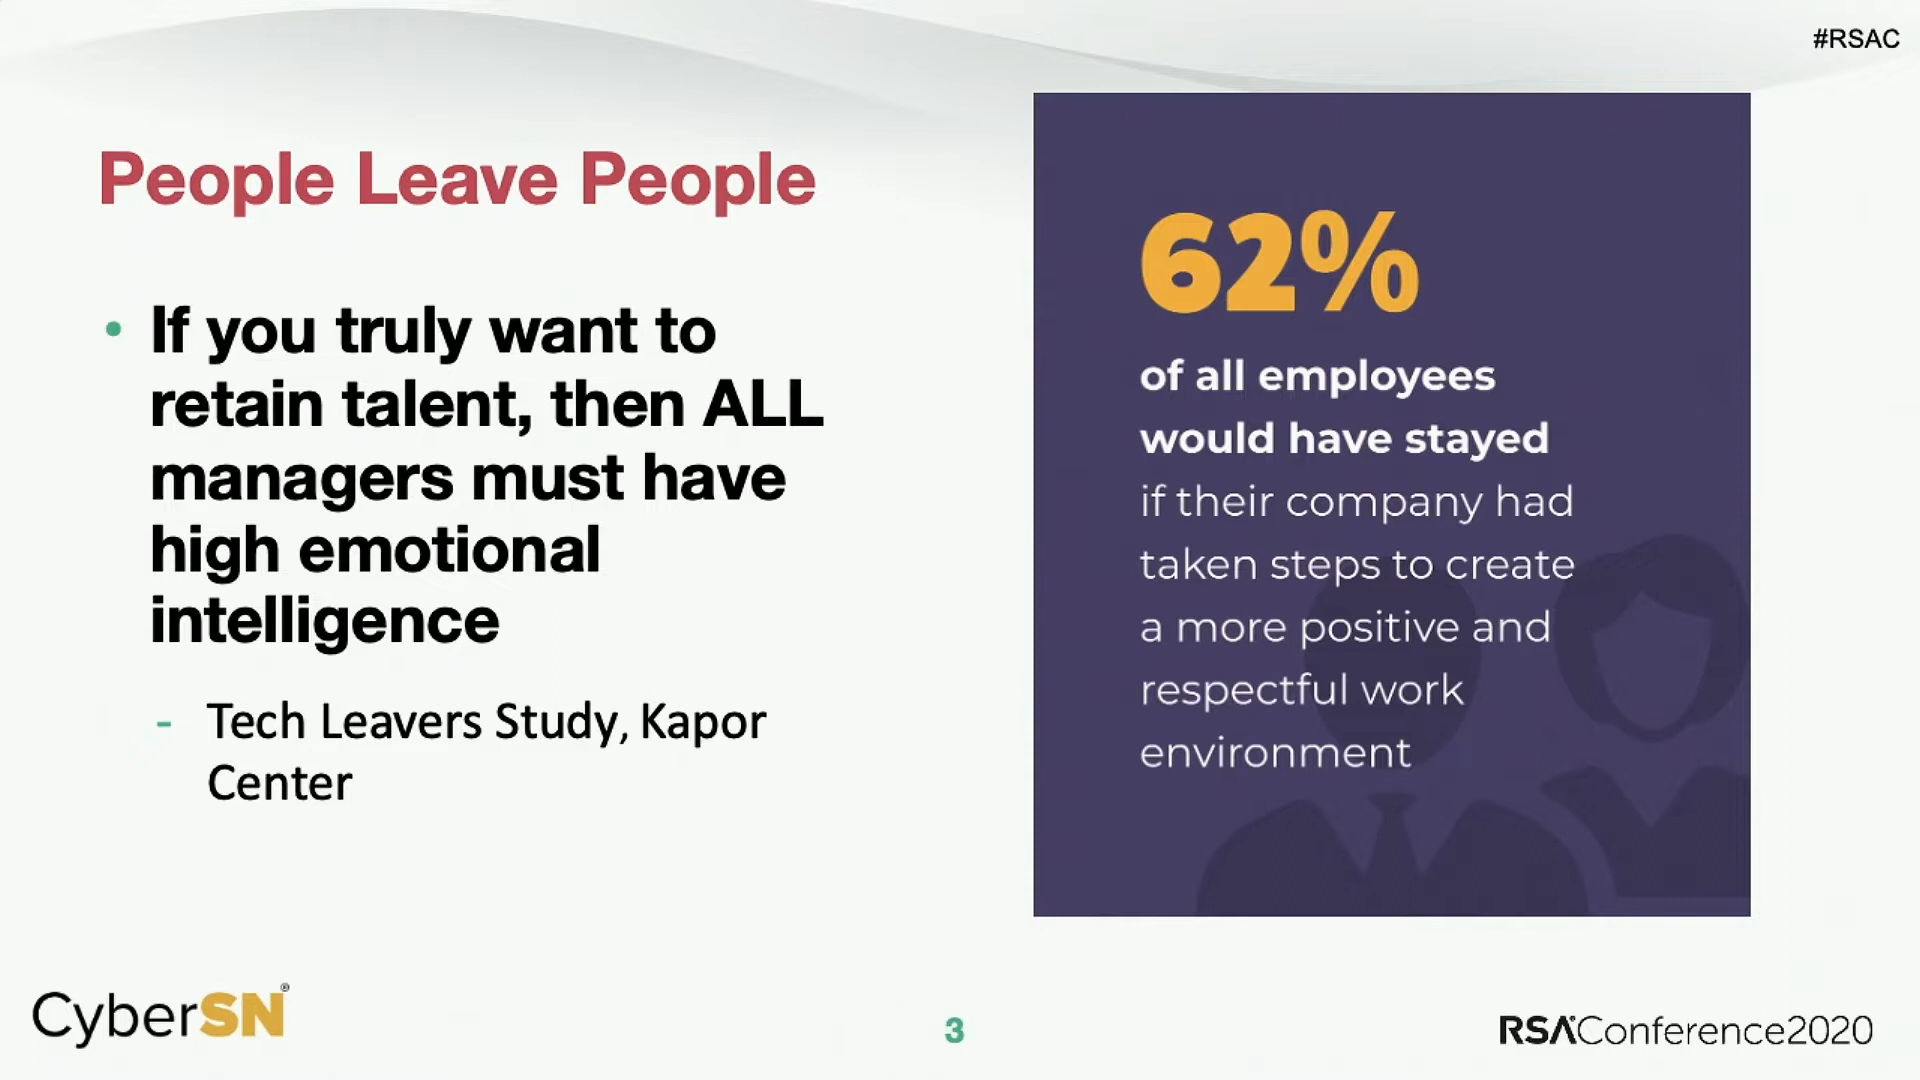 #RSAC
People Leave People
• If you truly want to
retain talent, then ALL
managers must have
high emotional
intelligence
- Tech Leavers Study, Kapor
Center
62%
of all employees
would have stayed
if their company had
taken steps to create
a more positive and
respectful work
environment
CyberSN®
3
RSAConference2020